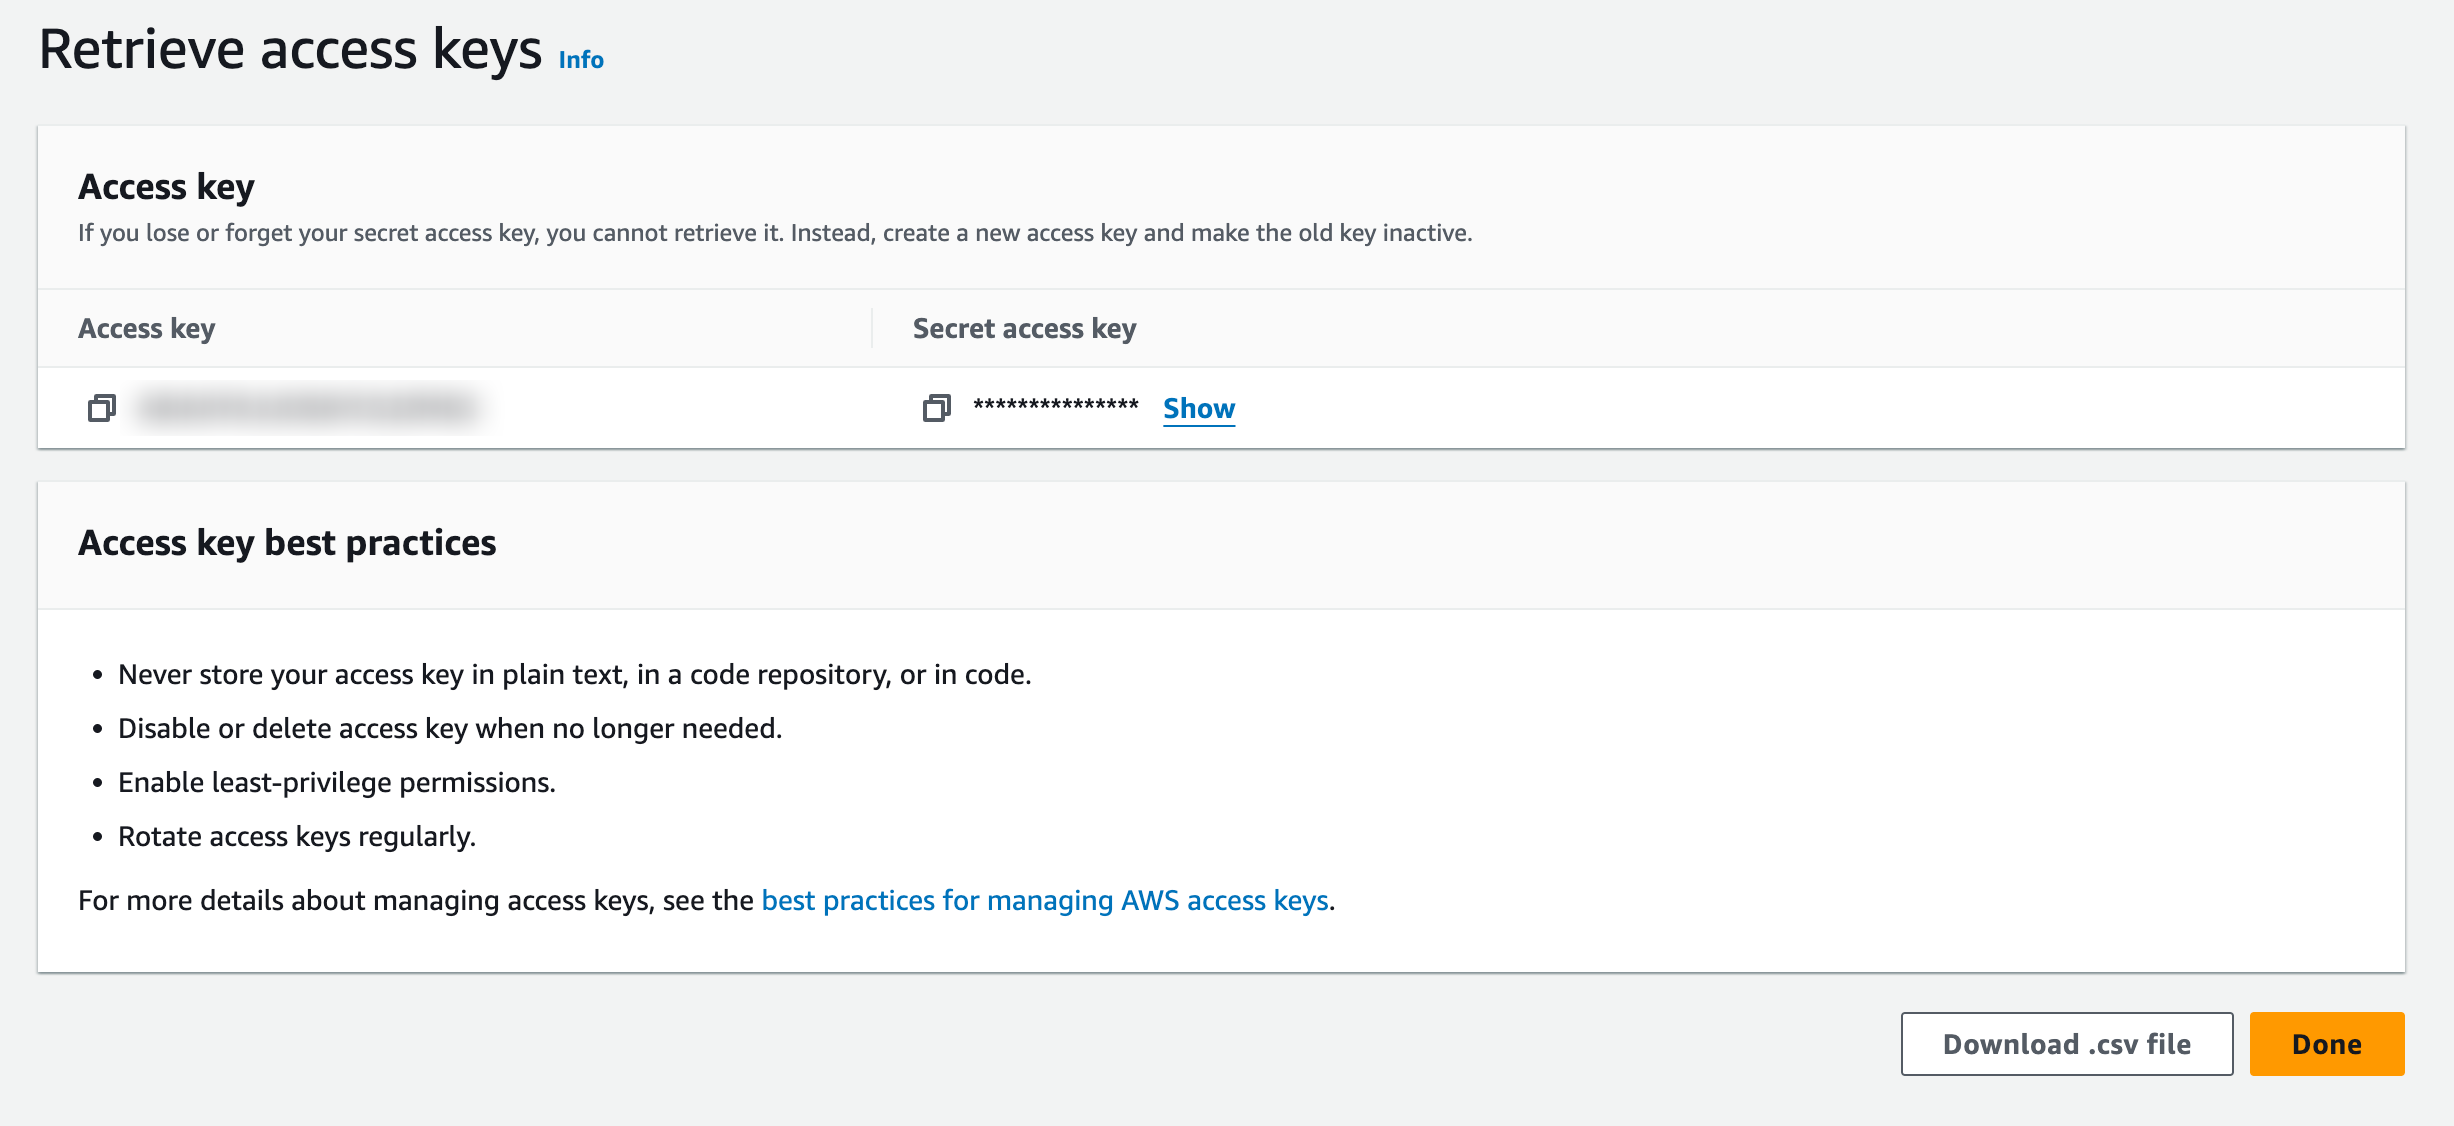 Retrieve access keys Info
Access key
If you lose or forget your secret access key, you cannot retrieve it. Instead, create a new access key and make the old key inactive.
Access key Secret access key
*************** Show
Access key best practices
• Never store your access key in plain text, in a code repository, or in code.
• Disable or delete access key when no longer needed.
• Enable least-privilege permissions.
• Rotate access keys regularly.
For more details about managing access keys, see the best practices for managing AWS access keys.
Download .csv file Done